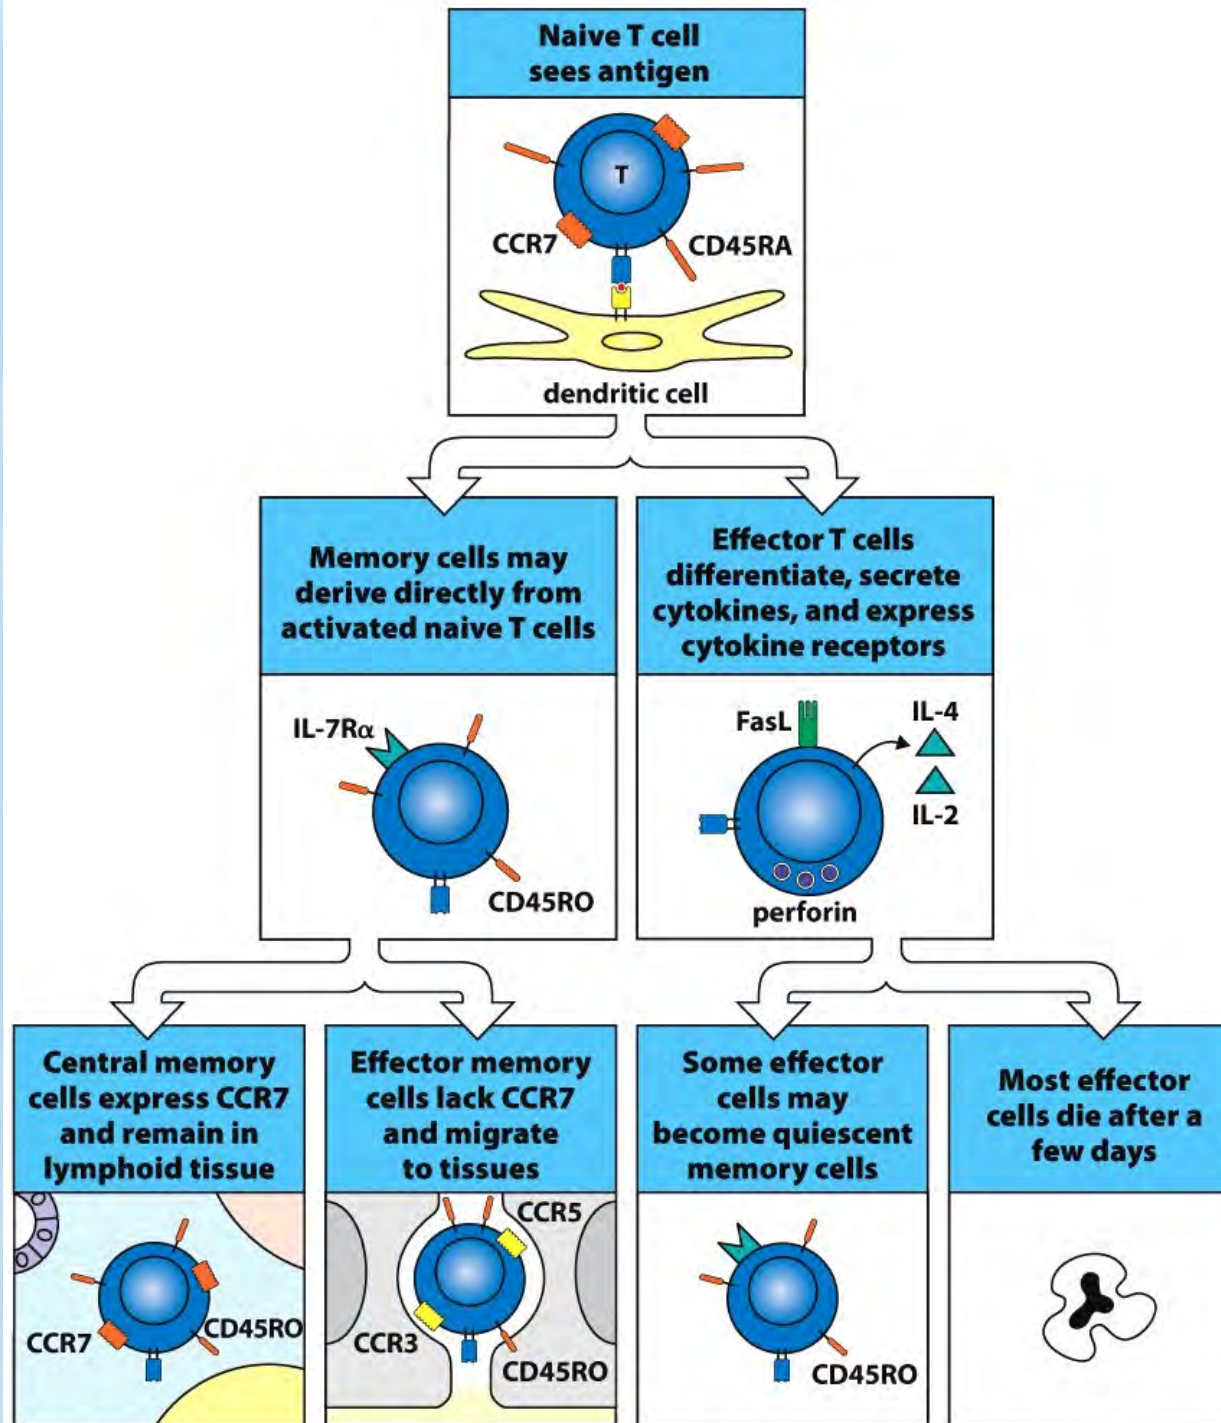 Naive T cell
sees antigen
T
CCR7
CD45RA
dendritic cell
Memory cells may
derive directly from
activated naive T cells
IL-7Rα
CD45RO
Effector T cells
differentiate, secrete
cytokines, and express
cytokine receptors
FasL
IL-4
IL-2
perforin
Central memory
cells express CCR7
and remain in
lymphoid tissue
CCR7
CD45RO
Effector memory
cells lack CCR7
and migrate
to tissues
CCR5
CCR3
CD45RO
Some effector
cells may
become quiescent
memory cells
CD45RO
Most effector
cells die after a
few days